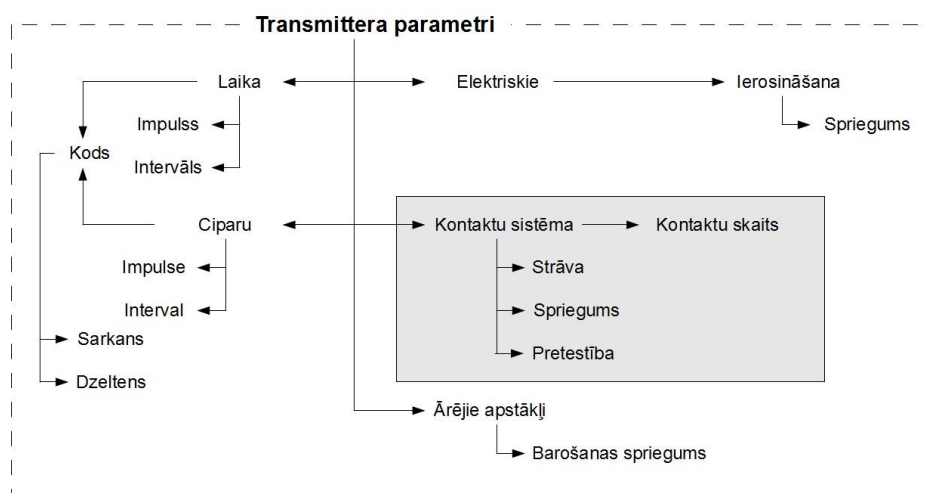 Transmittera parametri
Laika Elektriskie Ierosināšana
Impulss Spriegums
Kods
Intervāls
Ciparu Kontaktu sistēma Kontaktu skaits
Impulse Strāva
Interval Spriegums
Sarkans Pretestība
Dzeltens
Ārējie apstākļi
Barošanas spriegums